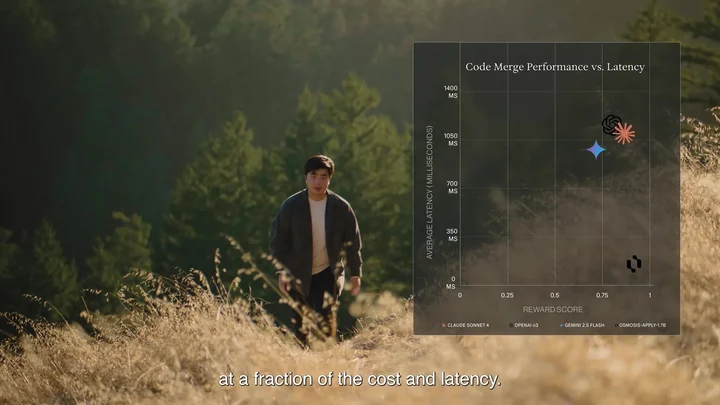 Code Merge Performance vs. Latency
1400
MS
1050
MS
700
MS
350
MS
0
MS
AVERAGE LATENCY (MILLISECONDS)
0 0.25 0.5 0.75 1
REWARD SCORE
CLAUDE SONNET 4 OPENAI o3 GEMINI 2.5 FLASH OSMOSIS-APPLY-1.7B
at a fraction of the cost and latency.